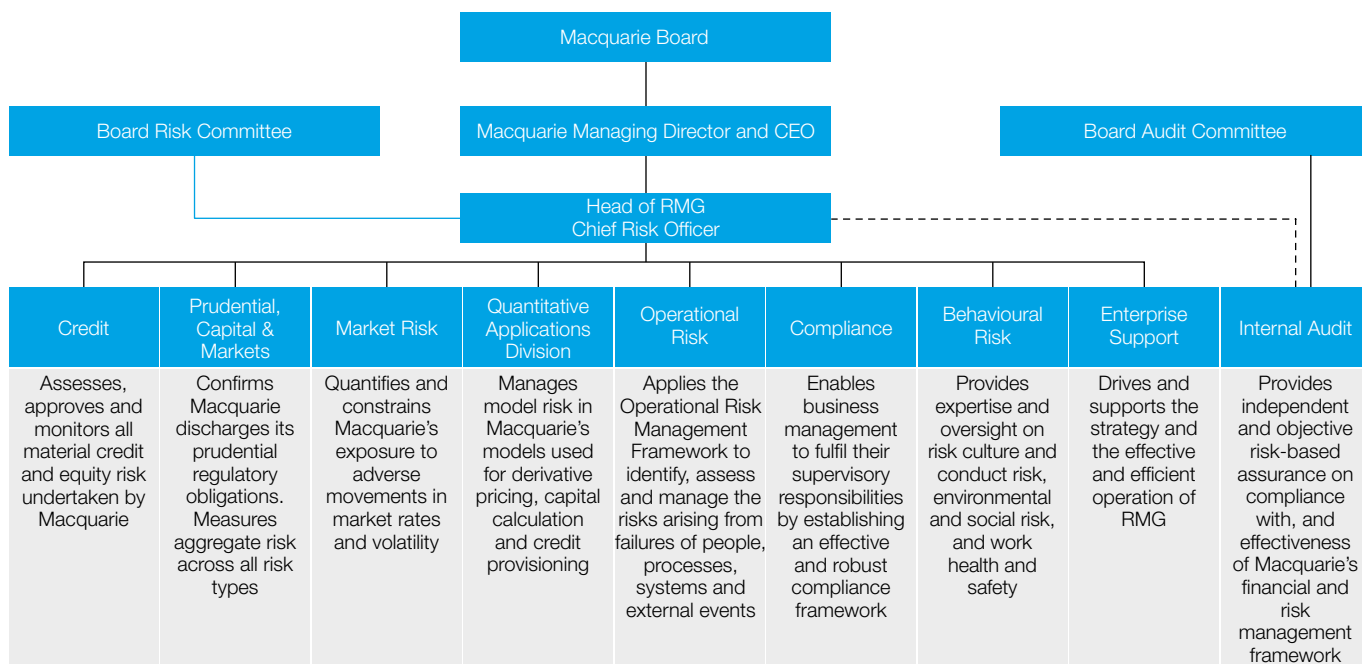 Macquarie Board
Board Risk Committee
Macquarie Managing Director and CEO
Board Audit Committee
Head of RMG
Chief Risk Officer
Credit
Assesses,
approves and
monitors all
material credit
and equity risk
undertaken by
Macquarie
Prudential,
Capital &
Markets
Confirms
Macquarie
discharges its
prudential
regulatory
obligations.
Measures
aggregate risk
across all risk
types
Market Risk
Quantifies and
constrains
Macquarie’s
exposure to
adverse
movements in
market rates
and volatility
Quantitative
Applications
Division
Manages
model risk in
Macquarie’s
models used
for derivative
pricing, capital
calculation
and credit
provisioning
Operational
Risk
Applies the
Operational Risk
Management
Framework to
identify, assess
and manage the
risks arising from
failures of people,
processes,
systems and
external events
Compliance
Enables
business
management
to fulfil their
supervisory
responsibilities
by establishing
an effective
and robust
compliance
framework
Behavioural
Risk
Provides
expertise and
oversight on
risk culture and
conduct risk,
environmental
and social risk,
and work
health and
safety
Enterprise
Support
Drives and
supports the
strategy and
the effective
and efficient
operation of
RMG
Internal Audit
Provides
independent
and objective
risk-based
assurance on
compliance
with, and
effectiveness
of Macquarie’s
financial and
risk
management
framework